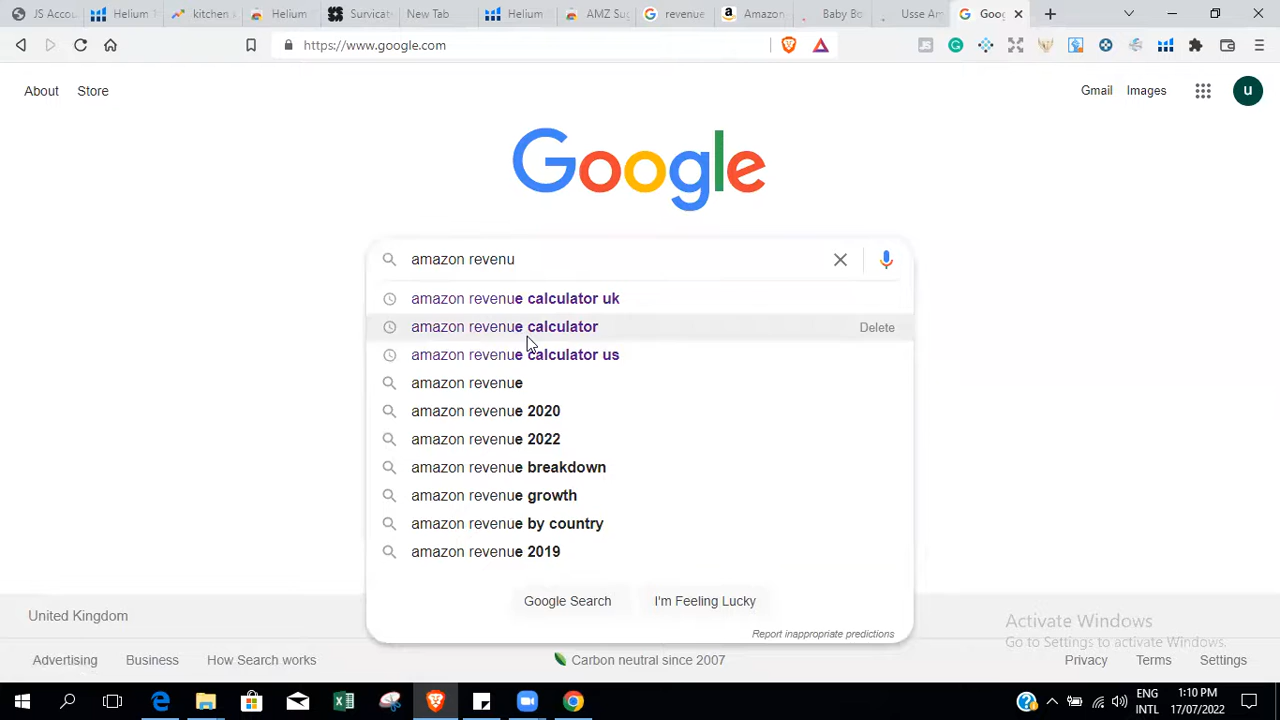 JS Accou
Helium 1
kitchen
Helium
Service
New Tab
Helium
AMZ Sug
revenue
Amazon
Baby Bo
Usse Am
Goog
https://www.google.com
About
Store
Gmail
Images
u
Google
amazon revenu
amazon revenue calculator uk
amazon revenue calculator
Delete
amazon revenue calculator us
amazon revenue
amazon revenue 2020
amazon revenue 2022
amazon revenue breakdown
amazon revenue growth
amazon revenue by country
amazon revenue 2019
Google Search
I'm Feeling Lucky
Report inappropriate predictions
United Kingdom
Activate Windows
Go to Settings to activate Windows.
Advertising
Business
How Search works
Carbon neutral since 2007
Privacy
Terms
Settings
ENG
INTL
1:10 PM
17/07/2022